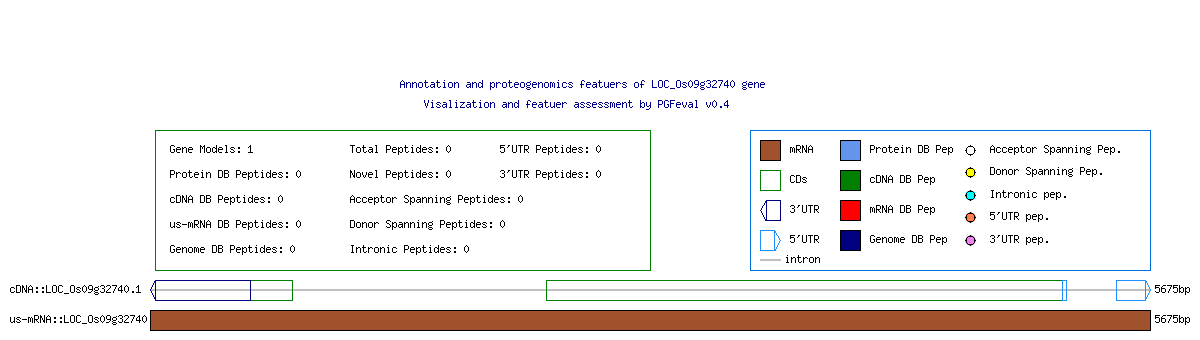 Annotation and proteogenomics featuers of LOC_Os09g32740 gene
Visalization and featuer assessment by PGFeval v0.4
Gene Models: 1 Total Peptides: 0 5'UTR Peptides: 0
Protein DB Peptides: 0 Novel Peptides: 0 3'UTR Peptides: 0
cDNA DB Peptides: 0 Acceptor Spanning Peptides: 0
us-mRNA DB Peptides: 0 Donor Spanning Peptides: 0
Genome DB Peptides: 0 Intronic Peptides: 0
mRNA Protein DB Pep Acceptor Spanning Pep.
CDs cDNA DB Pep Donor Spanning Pep.
3'UTR mRNA DB Pep Intronic pep.
5'UTR Genome DB Pep 5'UTR pep.
intron 3'UTR pep.
cDNA::LOC_Os09g32740.1 5675bp
us-mRNA::LOC_Os09g32740 5675bp